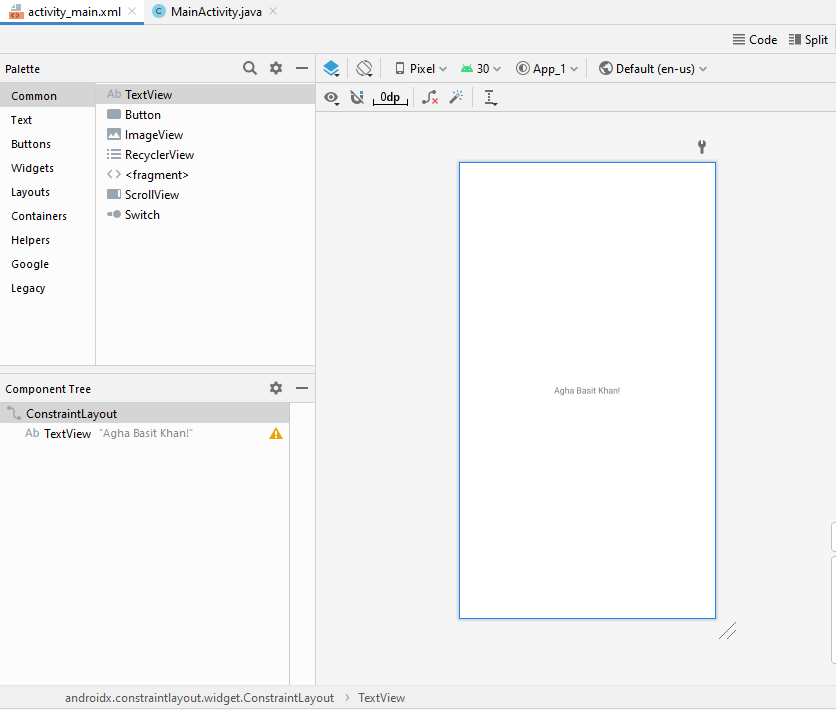 activity_main.xml MainActivity.java
Code Split
Palette
Pixel 30 App_1 Default (en-us)
0dp
Common
Text
Buttons
Widgets
Layouts
Containers
Helpers
Google
Legacy
Ab TextView
Button
ImageView
RecyclerView
<fragment>
ScrollView
Switch
Component Tree
ConstraintLayout
Ab TextView "Agha Basit Khan!"
Agha Basit Khan!
androidx.constraintlayout.widget.ConstraintLayout › TextView